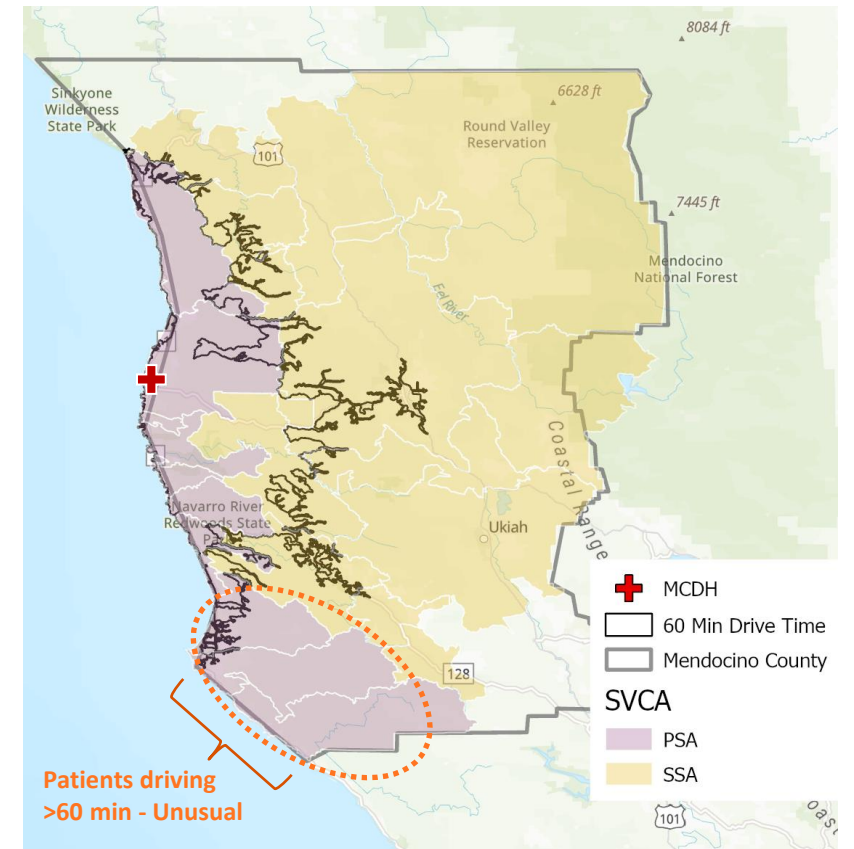 8084 ft
Sinkyone
Wilderness
State Park
6628 ft
101
Round Valley
Reservation
7445 ft
Mendocino
National Forest
Eel River
Coastal Range
Navarro River
Redwoods State
Ukiah
128
MCDH
60 Min Drive Time
Mendocino County
SVCA
PSA
SSA
Patients driving
>60 min - Unusual
101